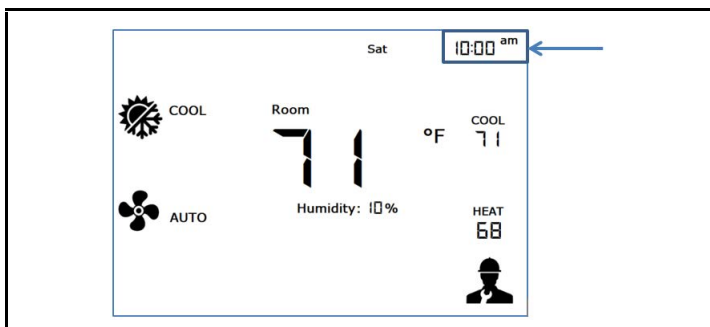 Sat 10:00 am
COOL Room
71 °F COOL
71
Humidity: 10%
AUTO HEAT
68